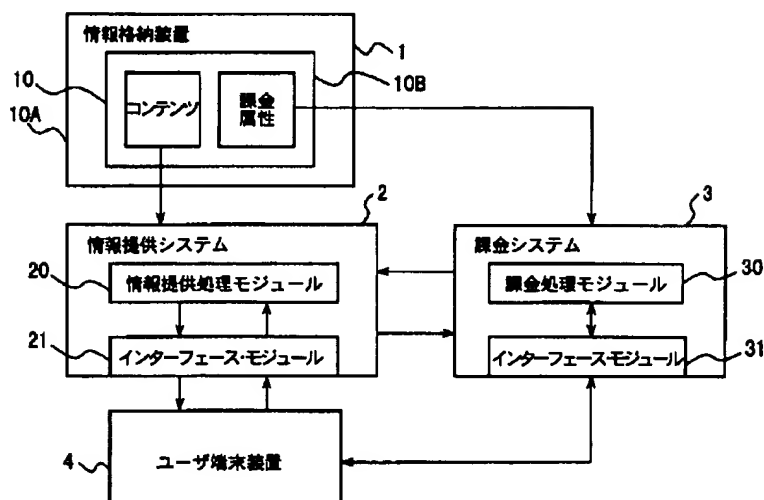 情報格納装置
1
10
10B
コンテンツ
課金
属性
10A
2
3
情報提供システム
課金システム
20
情報提供処理モジュール
課金処理モジュール
30
21
インターフェース・モジュール
インターフェース・モジュール
31
4
ユーザ端末装置